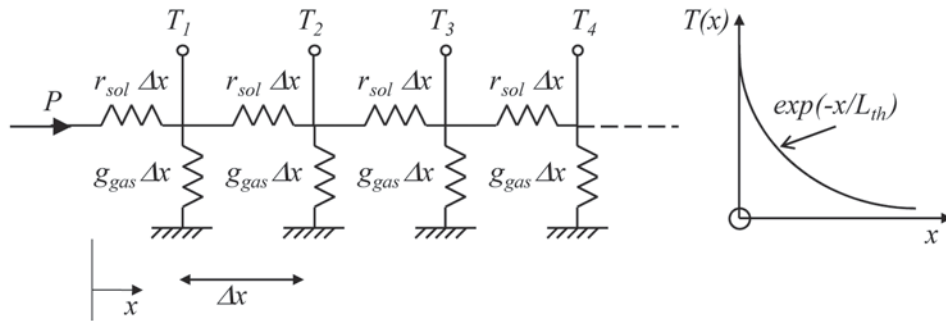 T1 T2 T3 T4 T(x)
rsol Δx rsol Δx rsol Δx rsol Δx
P
exp(-x/Lth)
ggas Δx ggas Δx ggas Δx ggas Δx
x
Δx
x